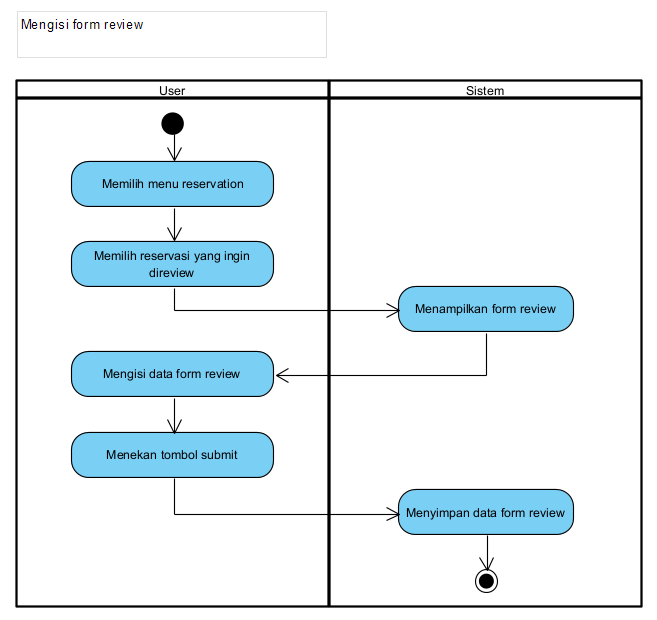 Mengisi form review
User
Sistem
Memilih menu reservation
Memilih reservasi yang ingin
direview
Menampilkan form review
Mengisi data form review
Menekan tombol submit
Menyimpan data form review